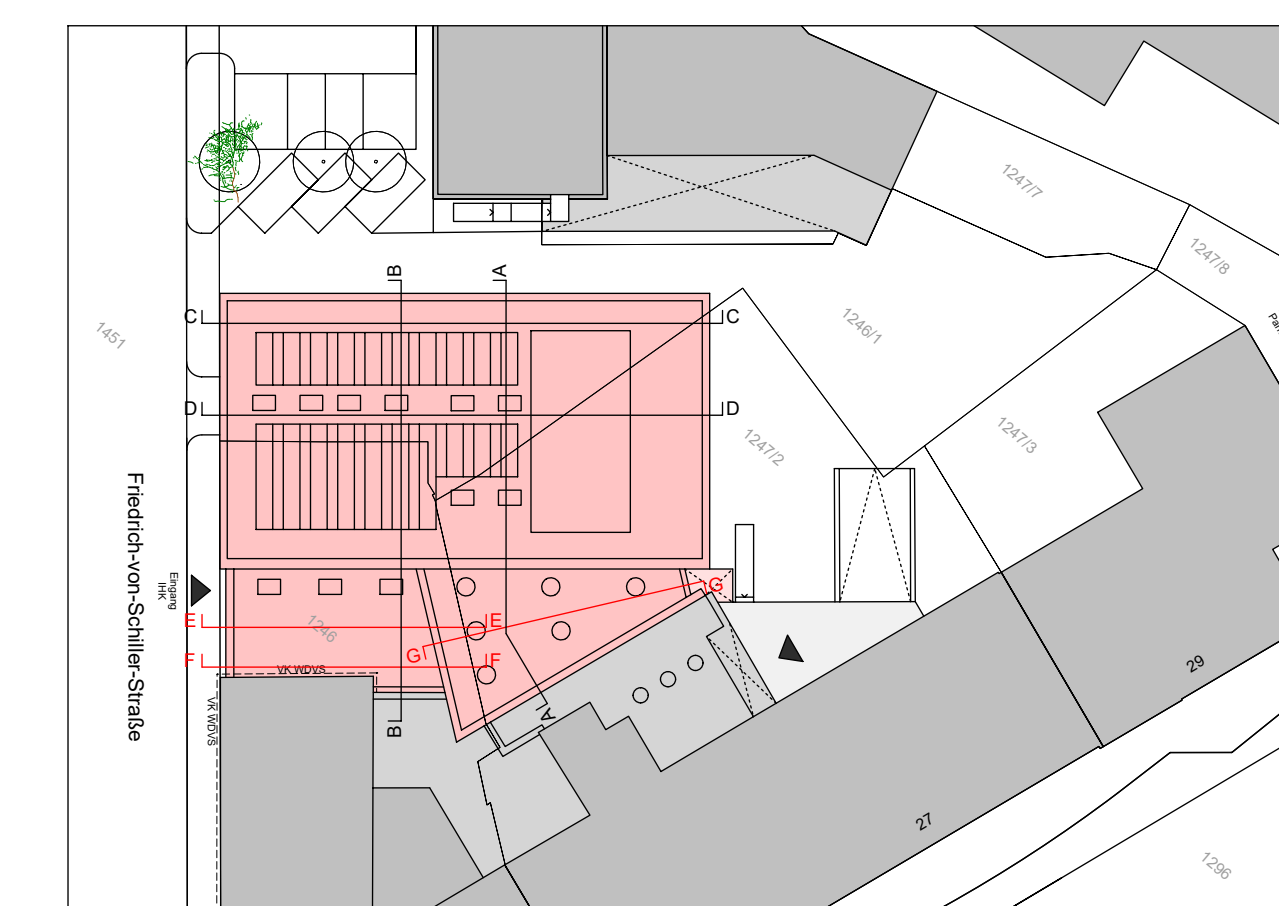 1247/7
1247/8
Par
1246/1
1451
B
A
C
C
D
D
1247/2
1247/3
Friedrich-von-Schiller-Straße
Eingang
IHK
1246
E
E
G
G
F
F
VK WDVS
VK WDVS
B
A
29
27
1296